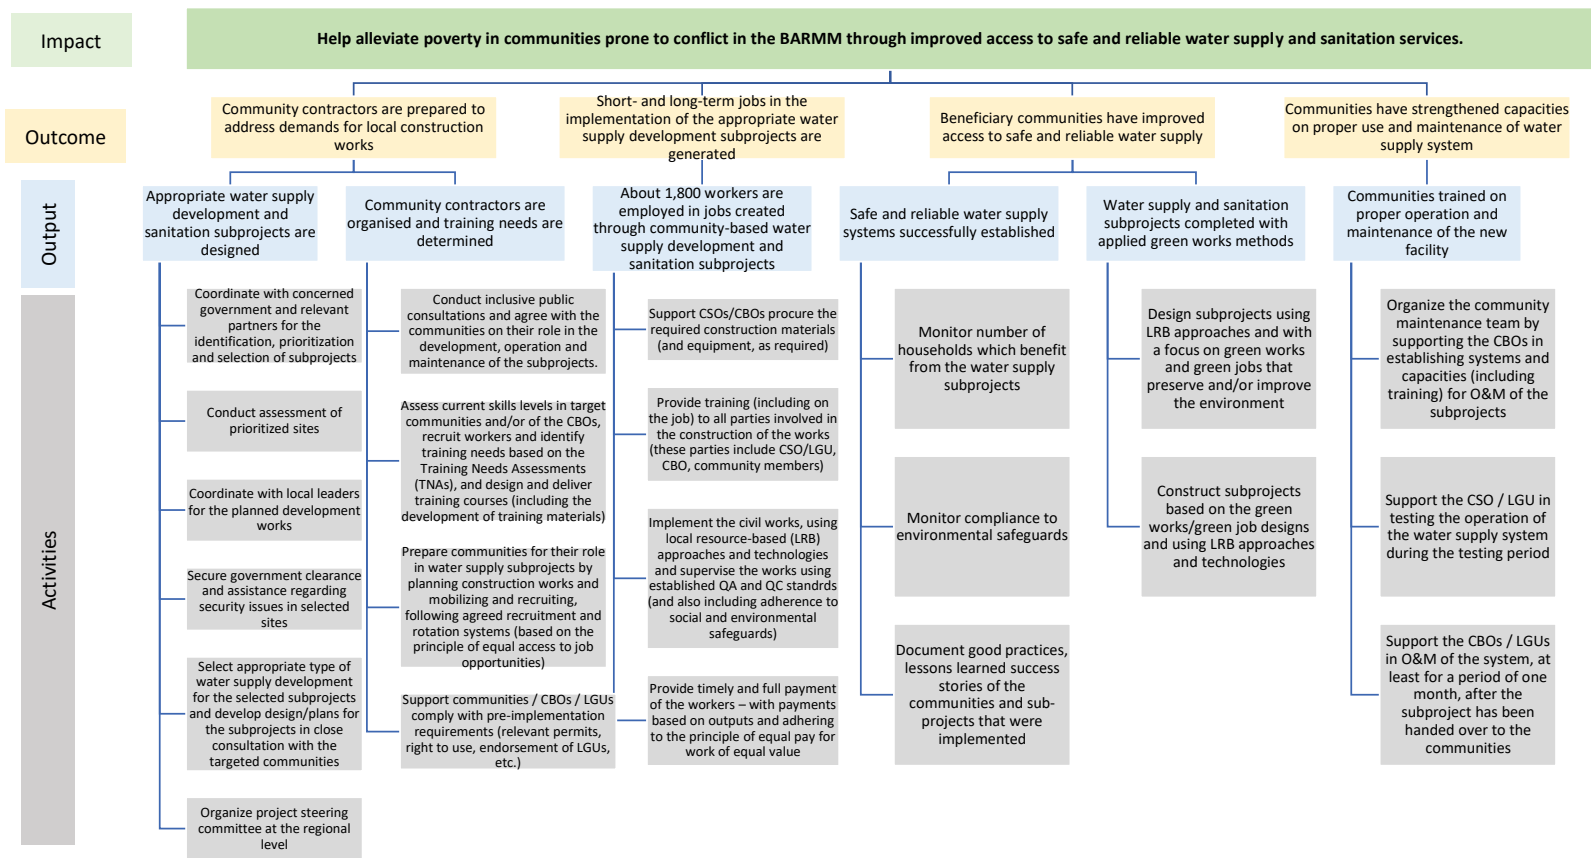 Impact
Help alleviate poverty in communities prone to conflict in the BARMM through improved access to safe and reliable water supply and sanitation services.
Outcome
Community contractors are prepared to
address demands for local construction
works
Short- and long-term jobs in the
implementation of the appropriate water
supply development subprojects are
generated
Beneficiary communities have improved
access to safe and reliable water supply
Communities have strengthened capacities
on proper use and maintenance of water
supply system
Output
Appropriate water supply
development and
sanitation subprojects are
designed
Community contractors are
organised and training needs are
determined
About 1,800 workers are
employed in jobs created
through community-based water
supply development and
sanitation subprojects
Safe and reliable water supply
systems successfully established
Water supply and sanitation
subprojects completed with
applied green works methods
Communities trained on
proper operation and
maintenance of the new
facility
Activities
Coordinate with concerned
government and relevant
partners for the
identification, prioritization
and selection of subprojects
Conduct assessment of
prioritized sites
Coordinate with local leaders
for the planned development
works
Secure government clearance
and assistance regarding
security issues in selected
sites
Select appropriate type of
water supply development
for the selected subprojects
and develop design/plans for
the subprojects in close
consultation with the
targeted communities
Organize project steering
committee at the regional
level
Conduct inclusive public
consultations and agree with the
communities on their role in the
development, operation and
maintenance of the subprojects.
Assess current skills levels in target
communities and/or of the CBOs,
recruit workers and identify
training needs based on the
Training Needs Assessments
(TNAs), and design and deliver
training courses (including the
development of training materials)
Prepare communities for their role
in water supply subprojects by
planning construction works and
mobilizing and recruiting,
following agreed recruitment and
rotation systems (based on the
principle of equal access to job
opportunities)
Support communities / CBOs / LGUs
comply with pre-implementation
requirements (relevant permits,
right to use, endorsement of LGUs,
etc.)
Support CSOs/CBOs procure the
required construction materials
(and equipment, as required)
Provide training (including on
the job) to all parties involved in
the construction of the works
(these parties include CSO/LGU,
CBO, community members)
Implement the civil works, using
local resource-based (LRB)
approaches and technologies
and supervise the works using
established QA and QC standrds
(and also including adherence to
social and environmental
safeguards)
Provide timely and full payment
of the workers – with payments
based on outputs and adhering
to the principle of equal pay for
work of equal value
Monitor number of
households which benefit
from the water supply
subprojects
Monitor compliance to
environmental safeguards
Document good practices,
lessons learned success
stories of the
communities and sub-
projects that were
implemented
Design subprojects using
LRB approaches and with
a focus on green works
and green jobs that
preserve and/or improve
the environment
Construct subprojects
based on the green
works/green job designs
and using LRB approaches
and technologies
Organize the community
maintenance team by
supporting the CBOs in
establishing systems and
capacities (including
training) for O&M of the
subprojects
Support the CSO / LGU in
testing the operation of
the water supply system
during the testing period
Support the CBOs / LGUs
in O&M of the system, at
least for a period of one
month, after the
subproject has been
handed over to the
communities